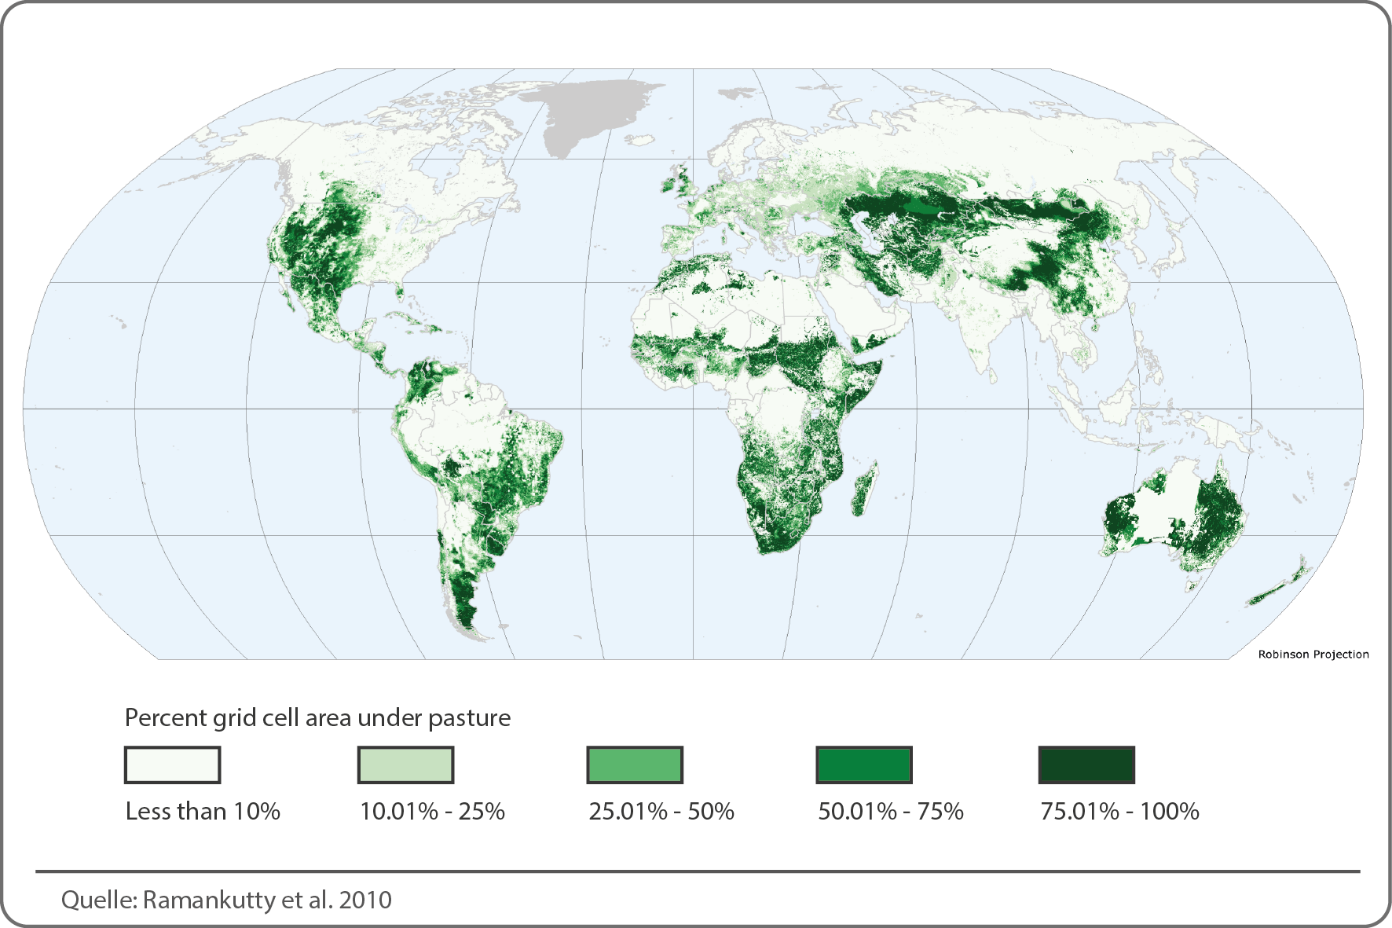 Robinson Projection
Percent grid cell area under pasture
Less than 10%
10.01% - 25%
25.01% - 50%
50.01% - 75%
75.01% - 100%
Quelle: Ramankutty et al. 2010